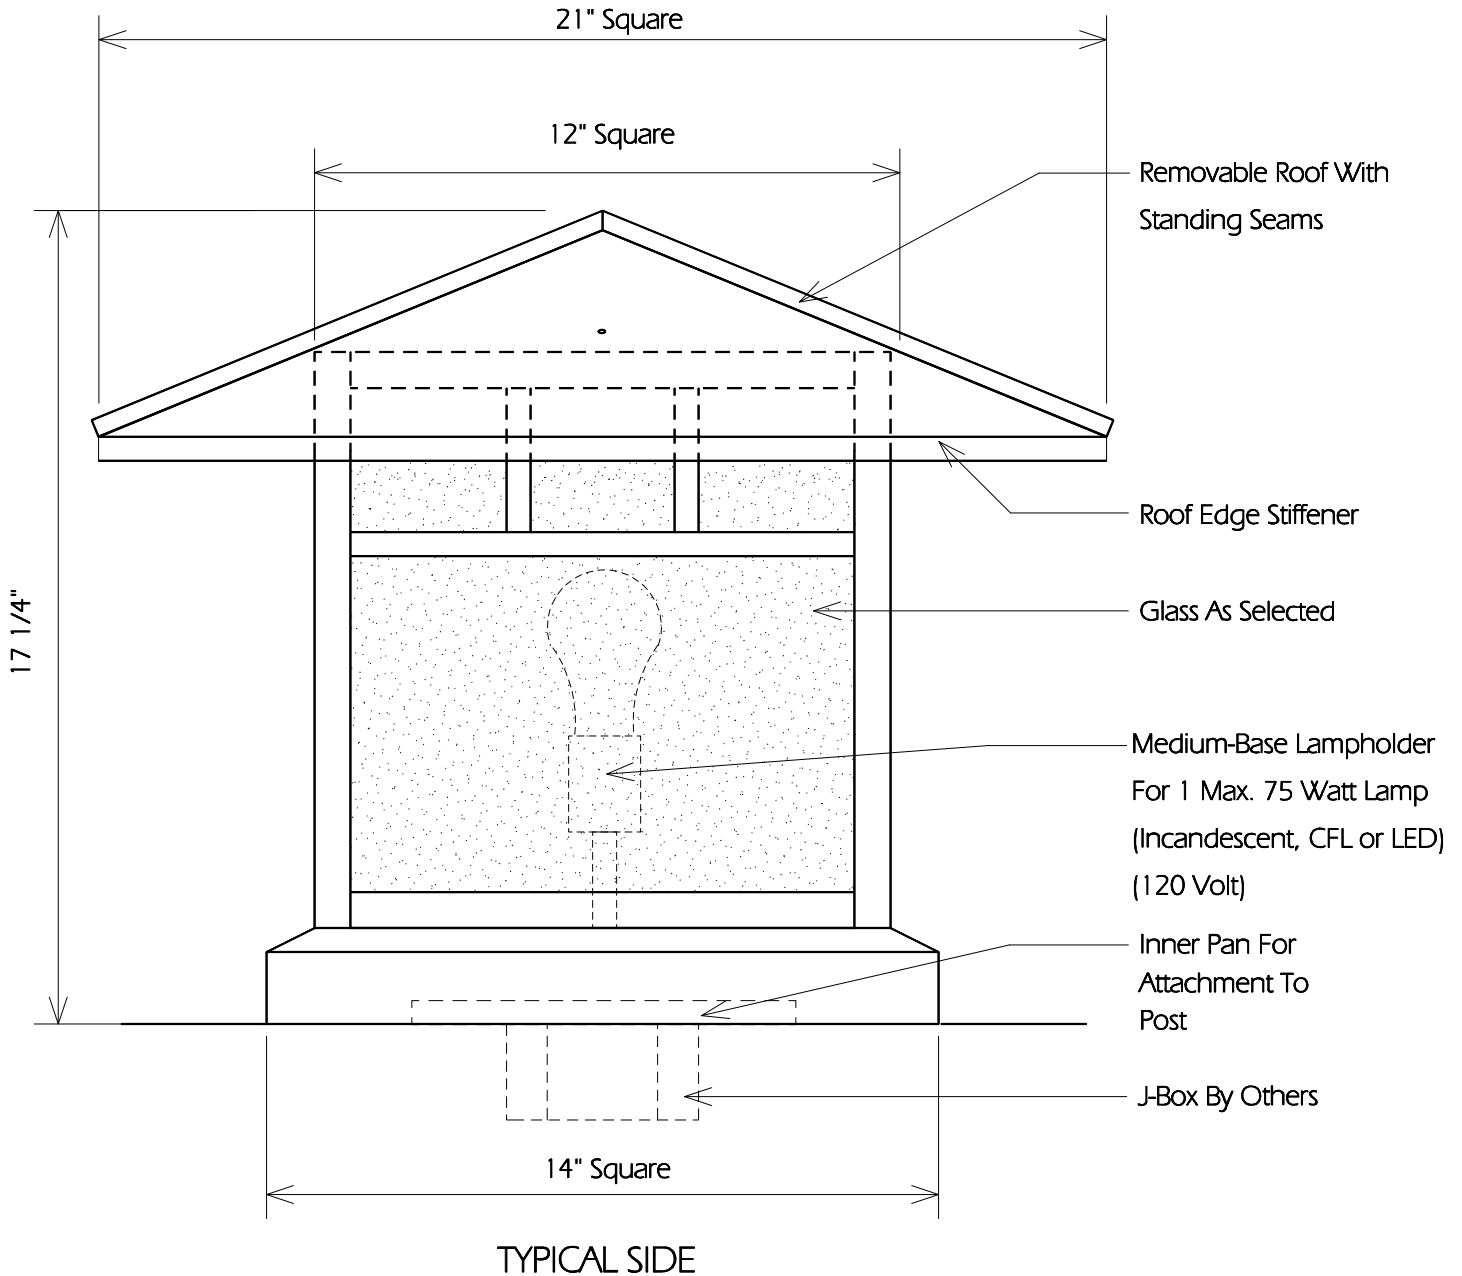 21" Square
12" Square
Removable Roof With
Standing Seams
Roof Edge Stiffener
17 1/4"
Glass As Selected
Medium-Base Lampholder
For 1 Max. 75 Watt Lamp
(Incandescent, CFL or LED)
(120 Volt)
Inner Pan For
Attachment To
Post
J-Box By Others
14" Square
TYPICAL SIDE